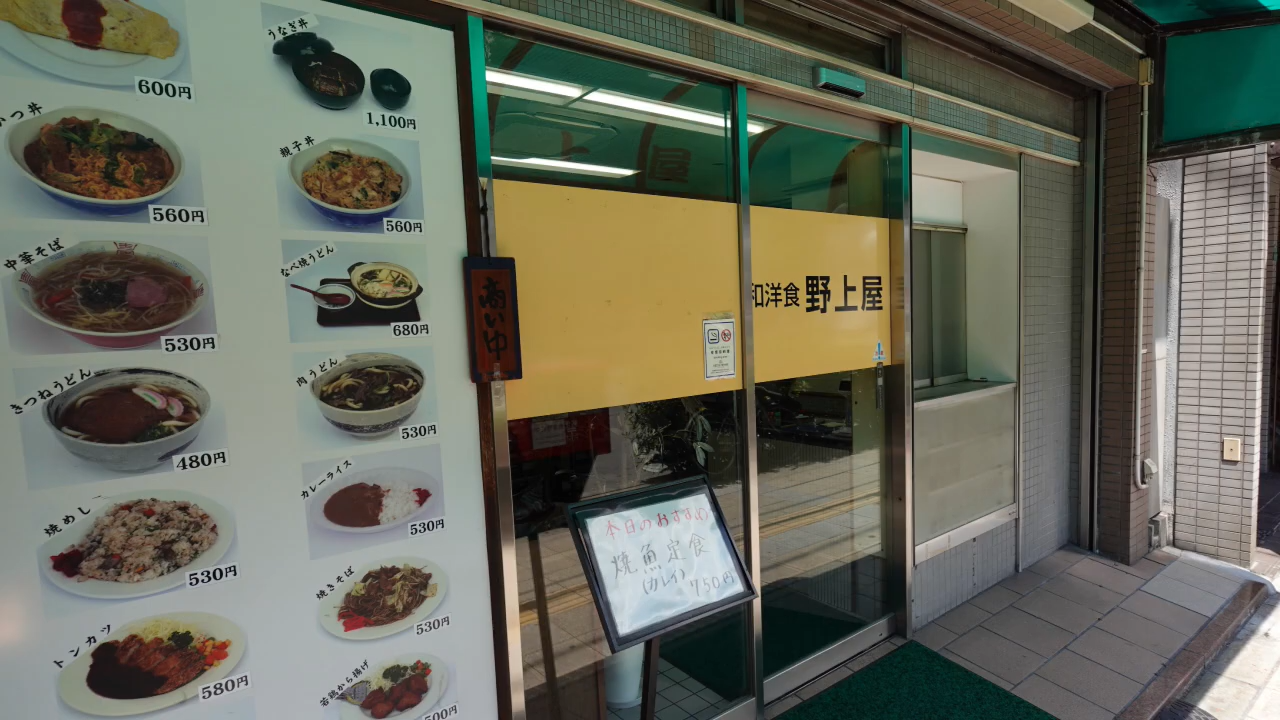 600円
うなぎ丼
1,100円
かつ丼
560円
親子丼
560円
中華そば
530円
なべ焼うどん
680円
きつねうどん
480円
肉うどん
530円
焼めし
530円
カレーライス
530円
トンカツ
580円
焼きそば
530円
若鶏から揚げ
500円
和洋食 野上屋
本日のおすすめ
焼魚定食
(カレイ) 750円